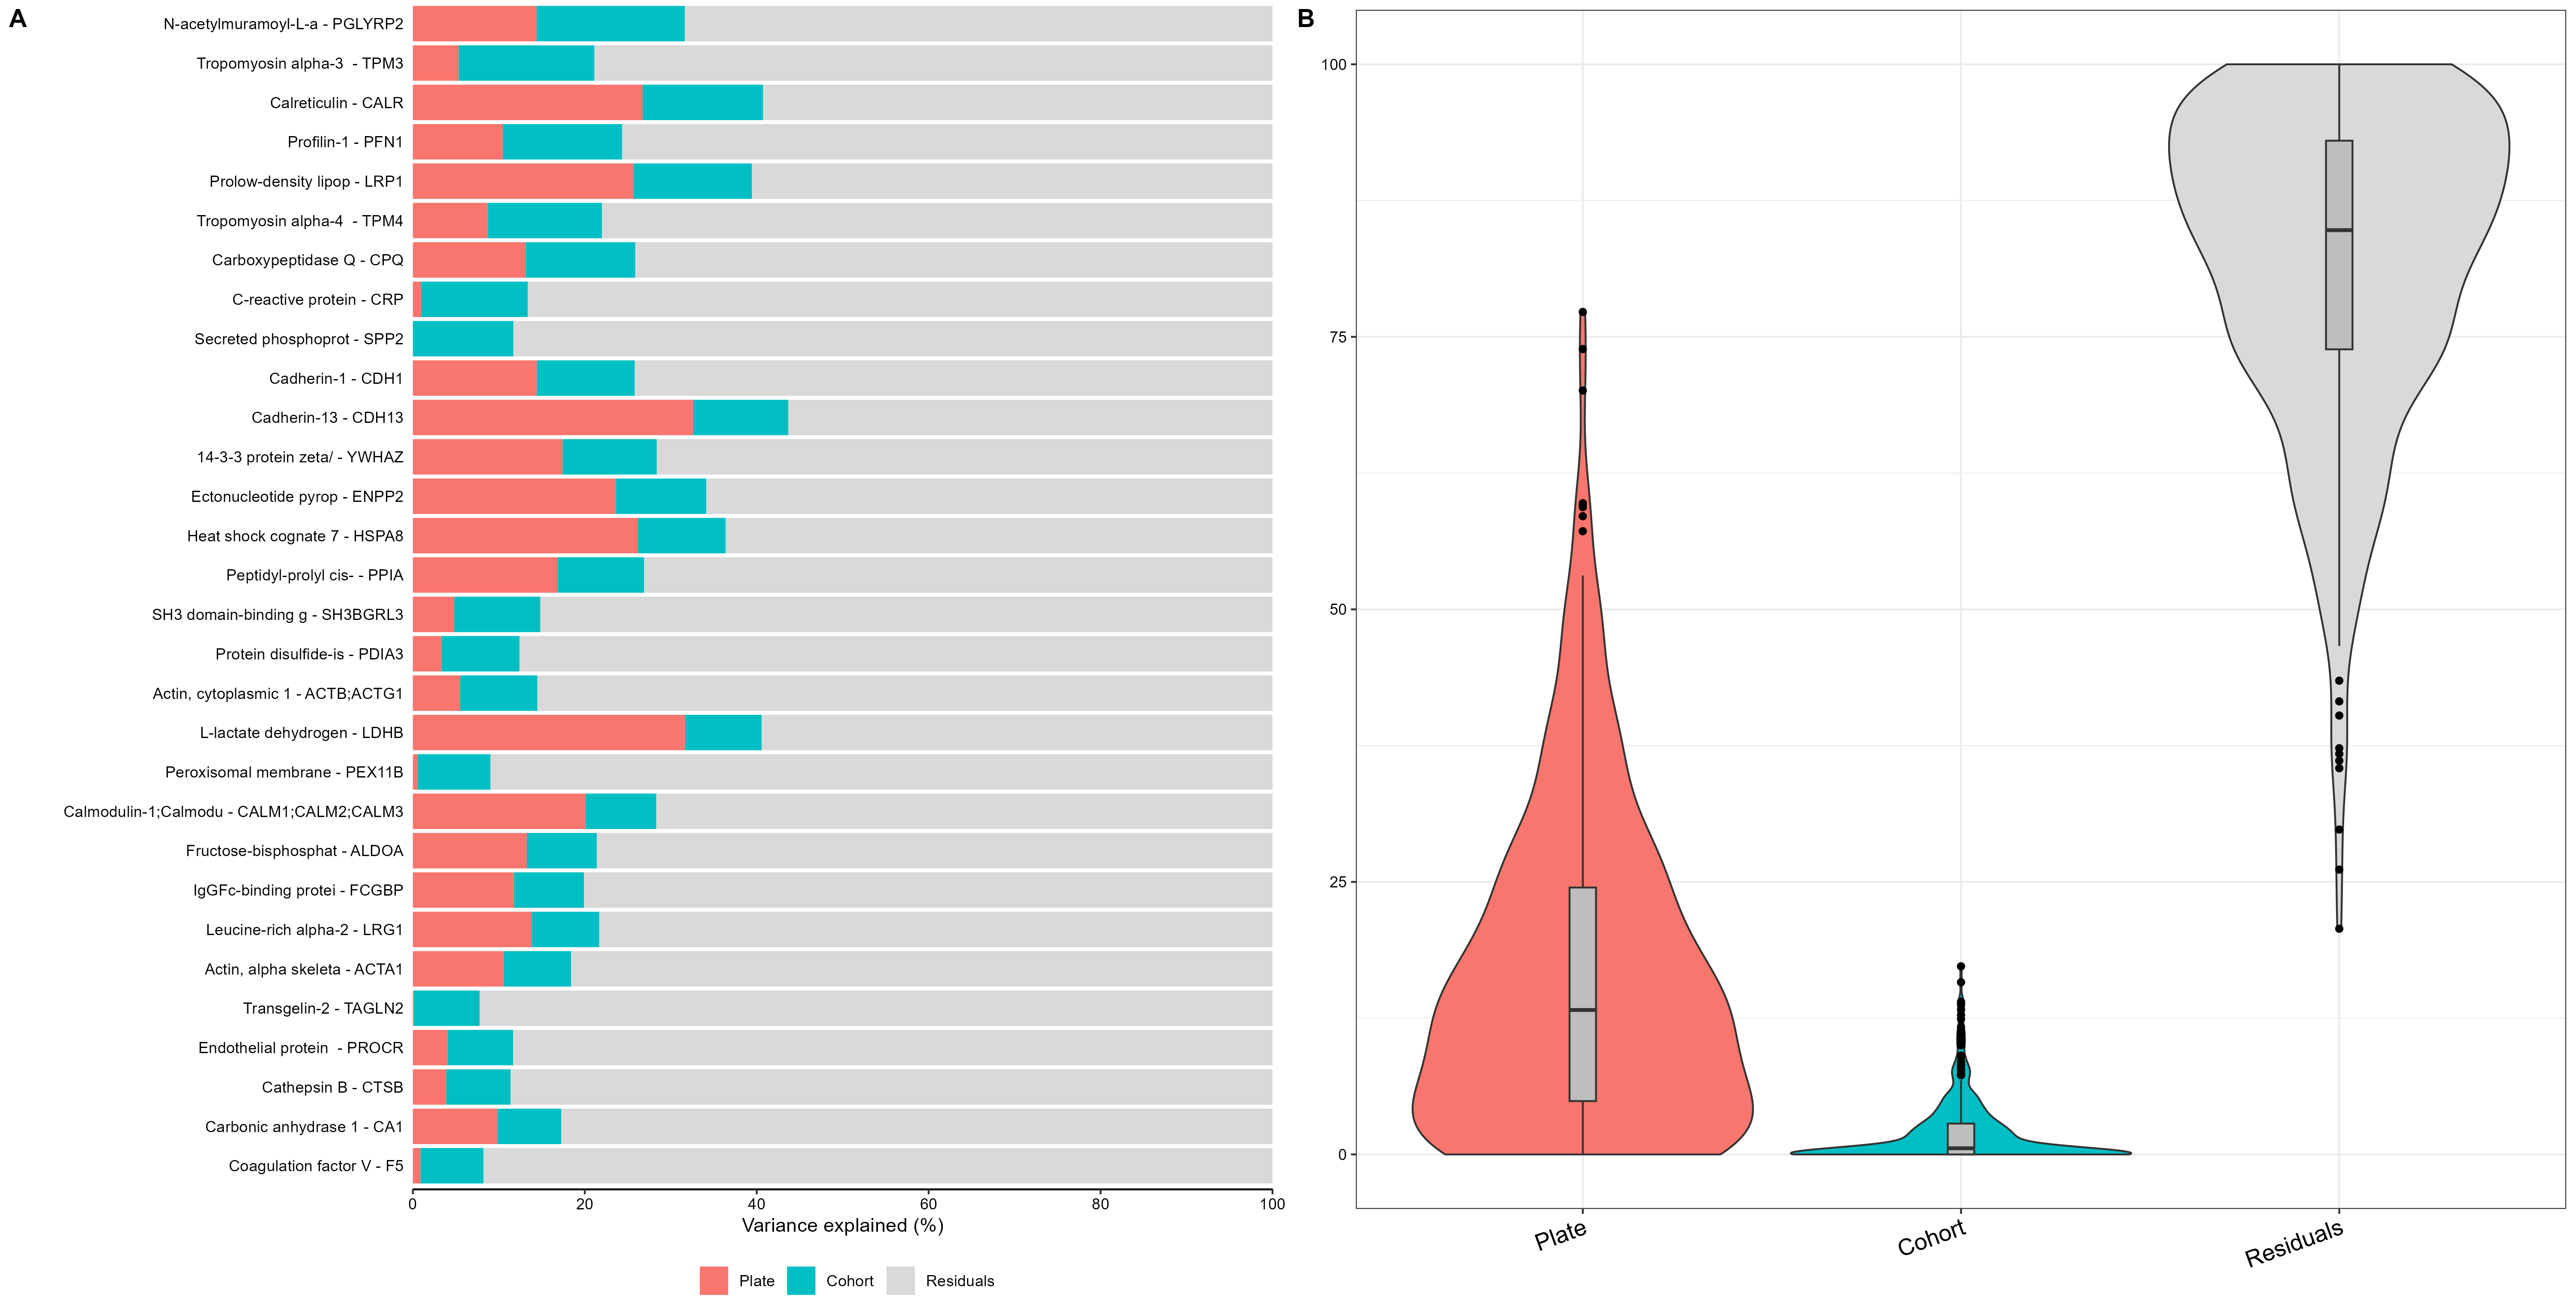 A
N-acetylmuramoyl-L-a - PGLYRP2
Tropomyosin alpha-3  - TPM3
Calreticulin - CALR
Profilin-1 - PFN1
Prolow-density lipop - LRP1
Tropomyosin alpha-4  - TPM4
Carboxypeptidase Q - CPQ
C-reactive protein - CRP
Secreted phosphoprot - SPP2
Cadherin-1 - CDH1
Cadherin-13 - CDH13
14-3-3 protein zeta/ - YWHAZ
Ectonucleotide pyrop - ENPP2
Heat shock cognate 7 - HSPA8
Peptidyl-prolyl cis- - PPIA
SH3 domain-binding g - SH3BGRL3
Protein disulfide-is - PDIA3
Actin, cytoplasmic 1 - ACTB;ACTG1
L-lactate dehydrogen - LDHB
Peroxisomal membrane - PEX11B
Calmodulin-1;Calmodu - CALM1;CALM2;CALM3
Fructose-bisphosphat - ALDOA
IgGFc-binding protei - FCGBP
Leucine-rich alpha-2 - LRG1
Actin, alpha skeleta - ACTA1
Transgelin-2 - TAGLN2
Endothelial protein  - PROCR
Cathepsin B - CTSB
Carbonic anhydrase 1 - CA1
Coagulation factor V - F5
0 20 40 60 80 100
Variance explained (%)
Plate Cohort Residuals
B
100
75
50
25
0
Plate Cohort Residuals